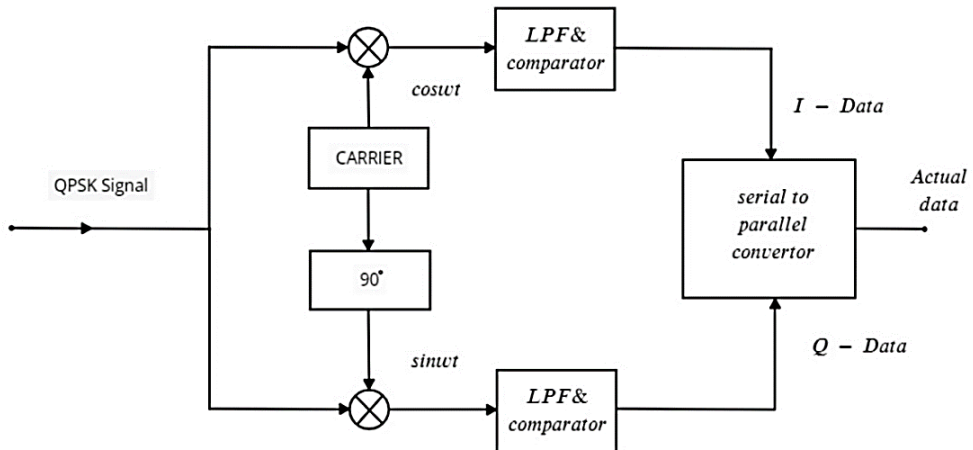 LPF&
comparator
coswt
I - Data
CARRIER
QPSK Signal
serial to
parallel
convertor
Actual
data
90°
sinwt
Q - Data
LPF&
comparator